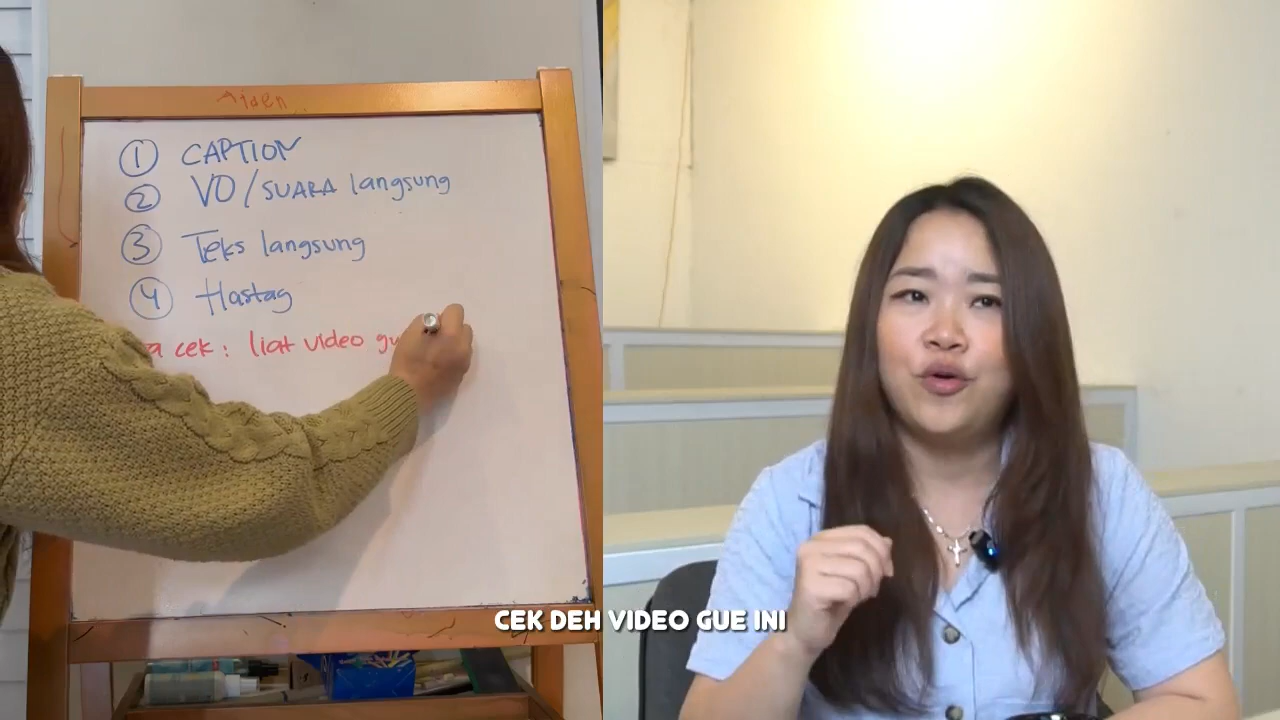 Aiden
1 CAPTION
2 VO / SUARA langsung
3 Teks langsung
4 Hastag
a cek : liat video gu
CEK DEH VIDEO GUE INI